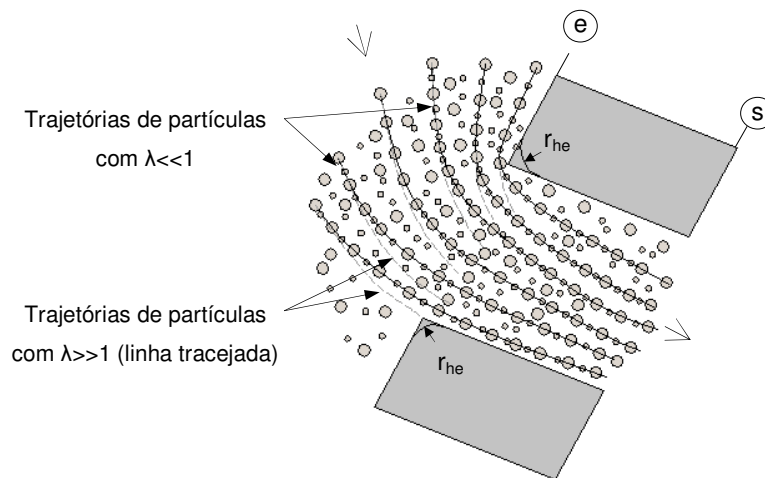 e
s
Trajetórias de partículas
com λ<<1
rhe
Trajetórias de partículas
com λ>>1 (linha tracejada)
rhe